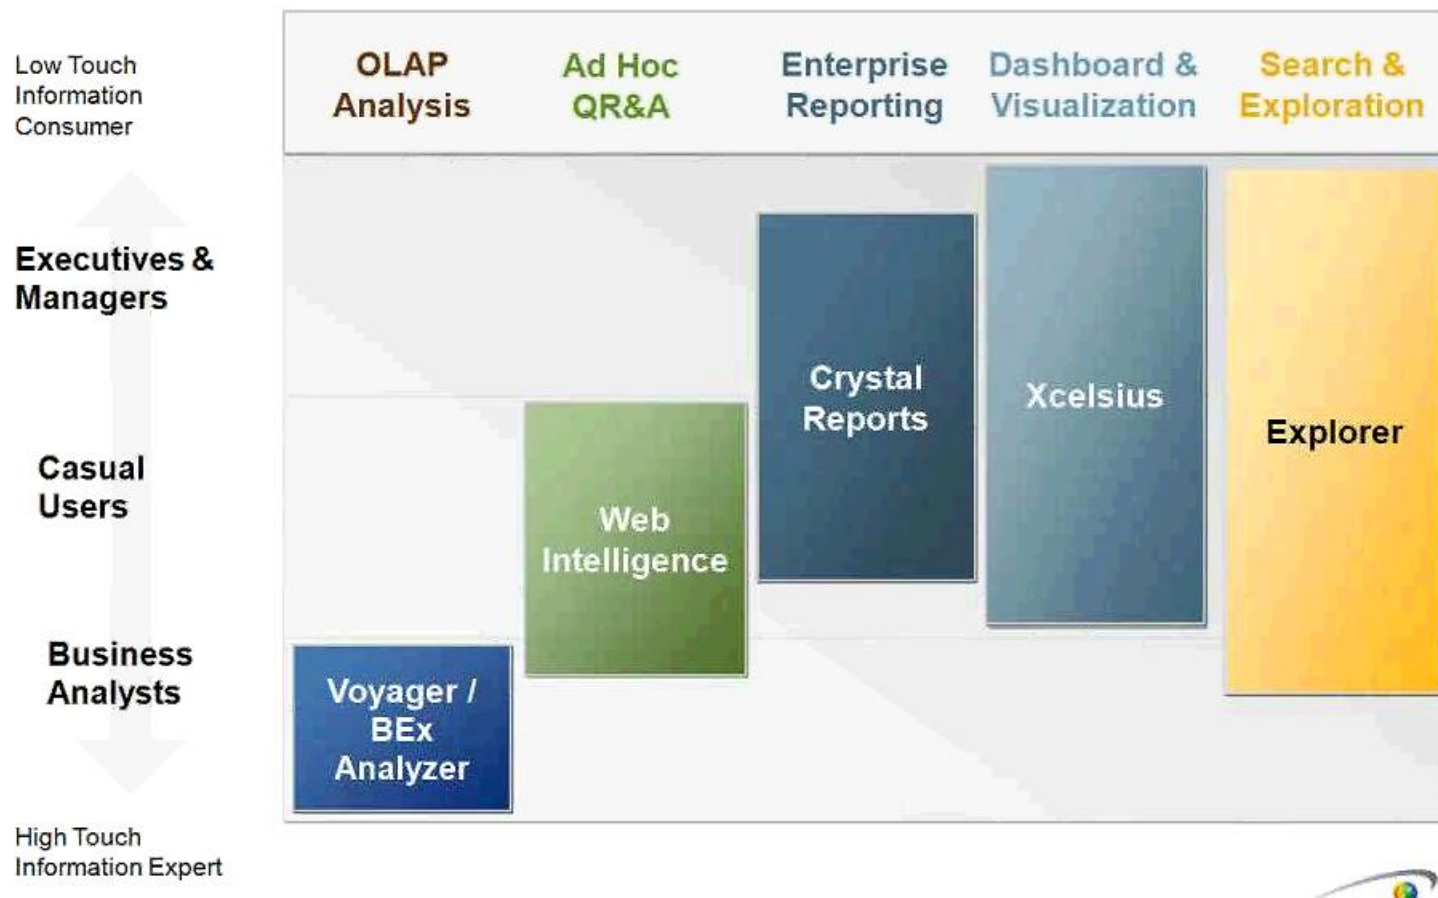 Low Touch
Information
Consumer
OLAP
Analysis
Ad Hoc
QR&A
Enterprise
Reporting
Dashboard &
Visualization
Search &
Exploration
Executives &
Managers
Casual
Users
Business
Analysts
High Touch
Information Expert
Voyager /
BEx
Analyzer
Web
Intelligence
Crystal
Reports
Xcelsius
Explorer